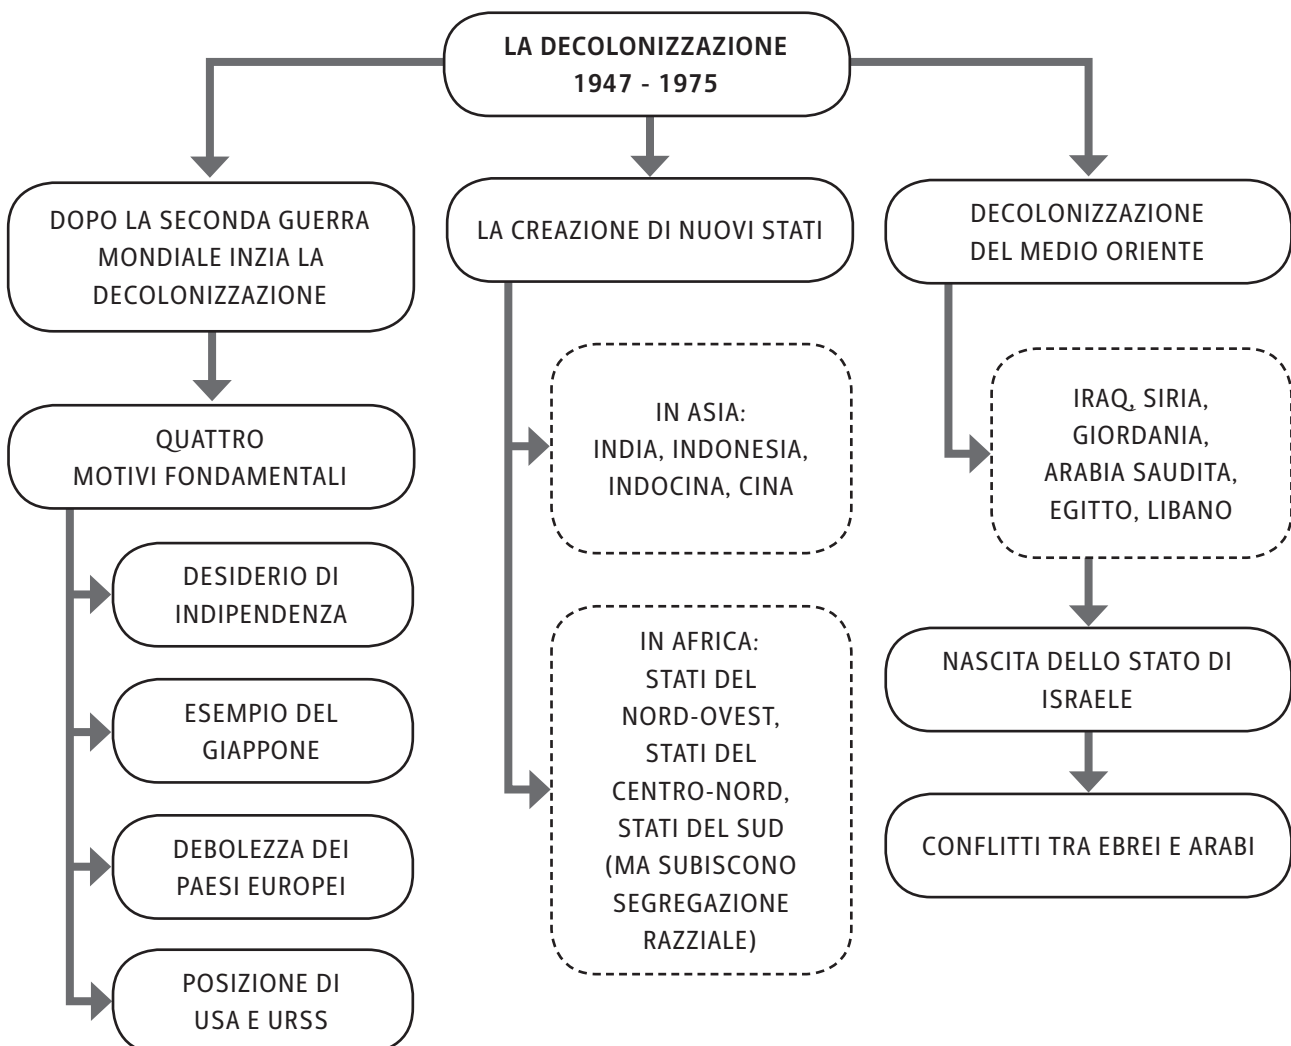 LA DECOLONIZZAZIONE
1947 - 1975
DOPO LA SECONDA GUERRA
MONDIALE INZIA LA
DECOLONIZZAZIONE
QUATTRO
MOTIVI FONDAMENTALI
DESIDERIO DI
INDIPENDENZA
ESEMPIO DEL
GIAPPONE
DEBOLEZZA DEI
PAESI EUROPEI
POSIZIONE DI
USA E URSS
LA CREAZIONE DI NUOVI STATI
IN ASIA:
INDIA, INDONESIA,
INDOCINA, CINA
IN AFRICA:
STATI DEL
NORD-OVEST,
STATI DEL
CENTRO-NORD,
STATI DEL SUD
(MA SUBISCONO
SEGREGAZIONE
RAZZIALE)
DECOLONIZZAZIONE
DEL MEDIO ORIENTE
IRAQ, SIRIA,
GIORDANIA,
ARABIA SAUDITA,
EGITTO, LIBANO
NASCITA DELLO STATO DI
ISRAELE
CONFLITTI TRA EBREI E ARABI